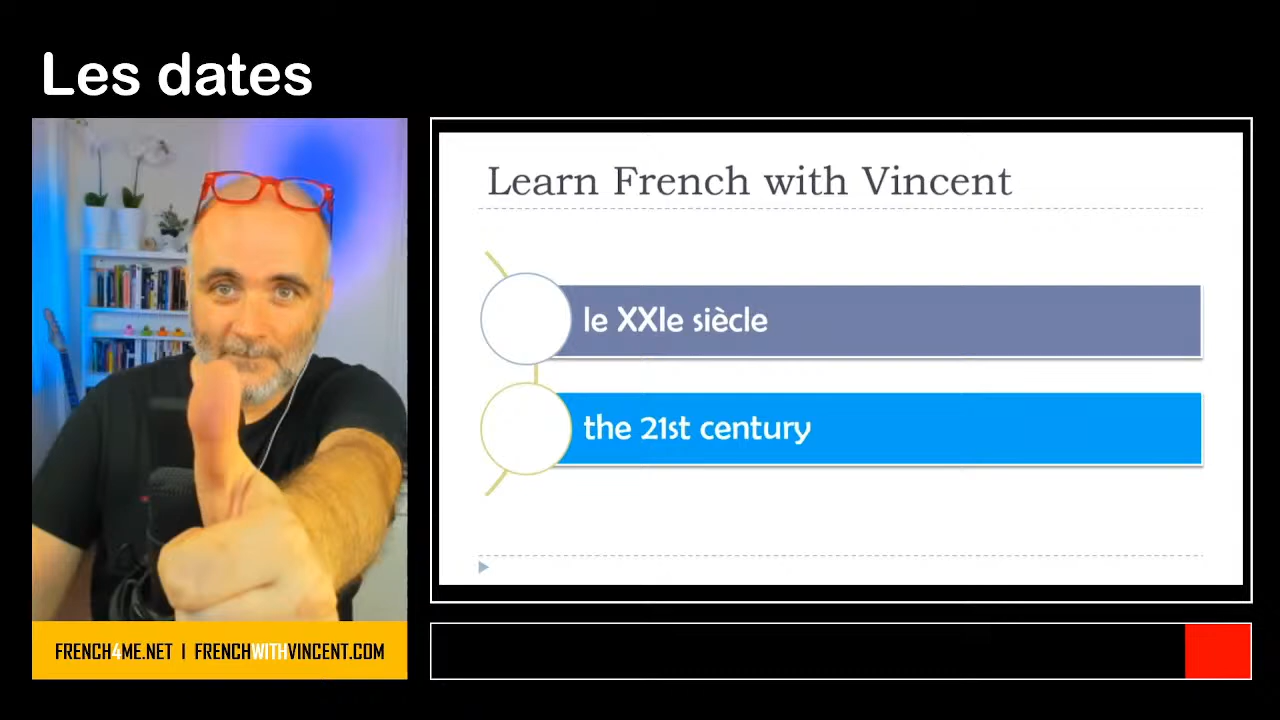 Les dates
Learn French with Vincent
le XXIe siècle
the 21st century
FRENCH4ME.NET | FRENCHWITHVINCENT.COM